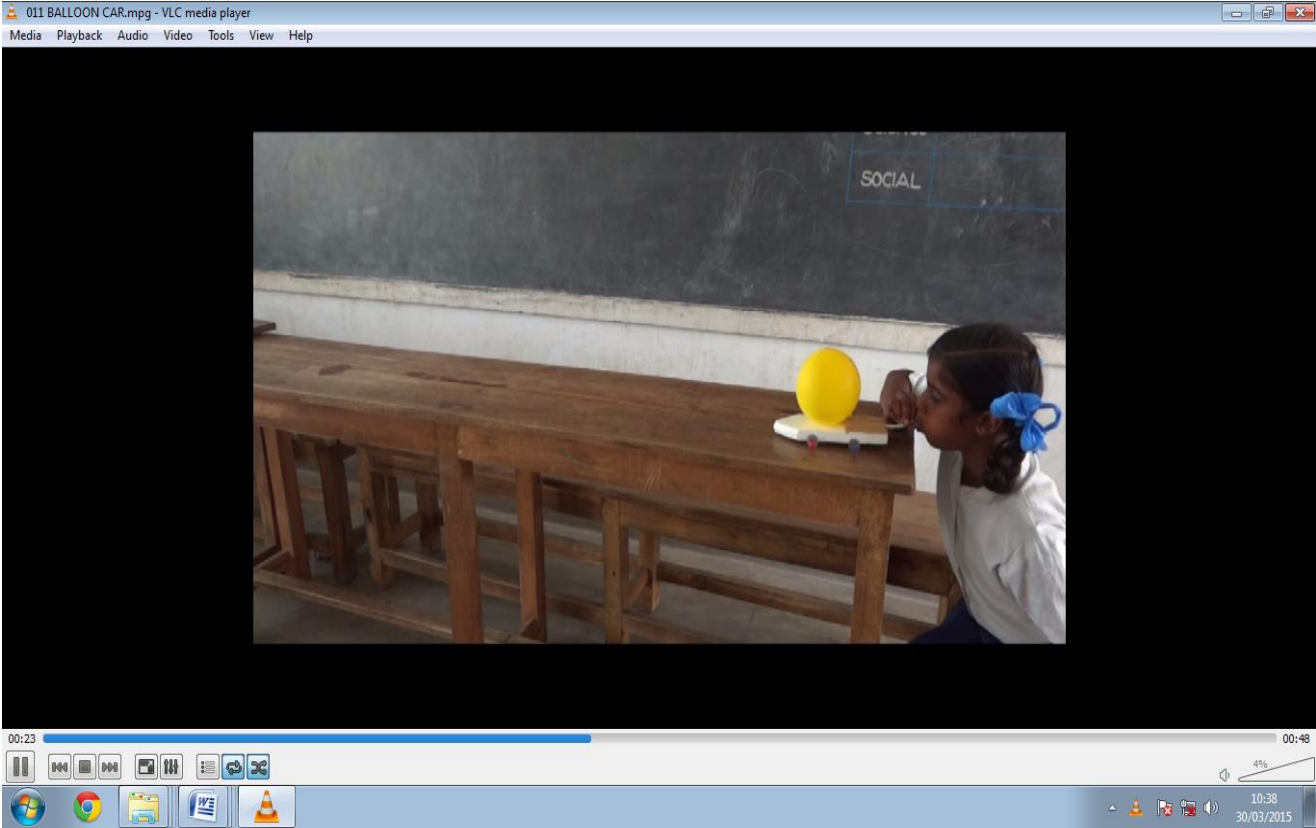 011 BALLOON CAR.mpg - VLC media player
Media Playback Audio Video Tools View Help
SOCIAL
00:23
00:48
4%
10:38
30/03/2015